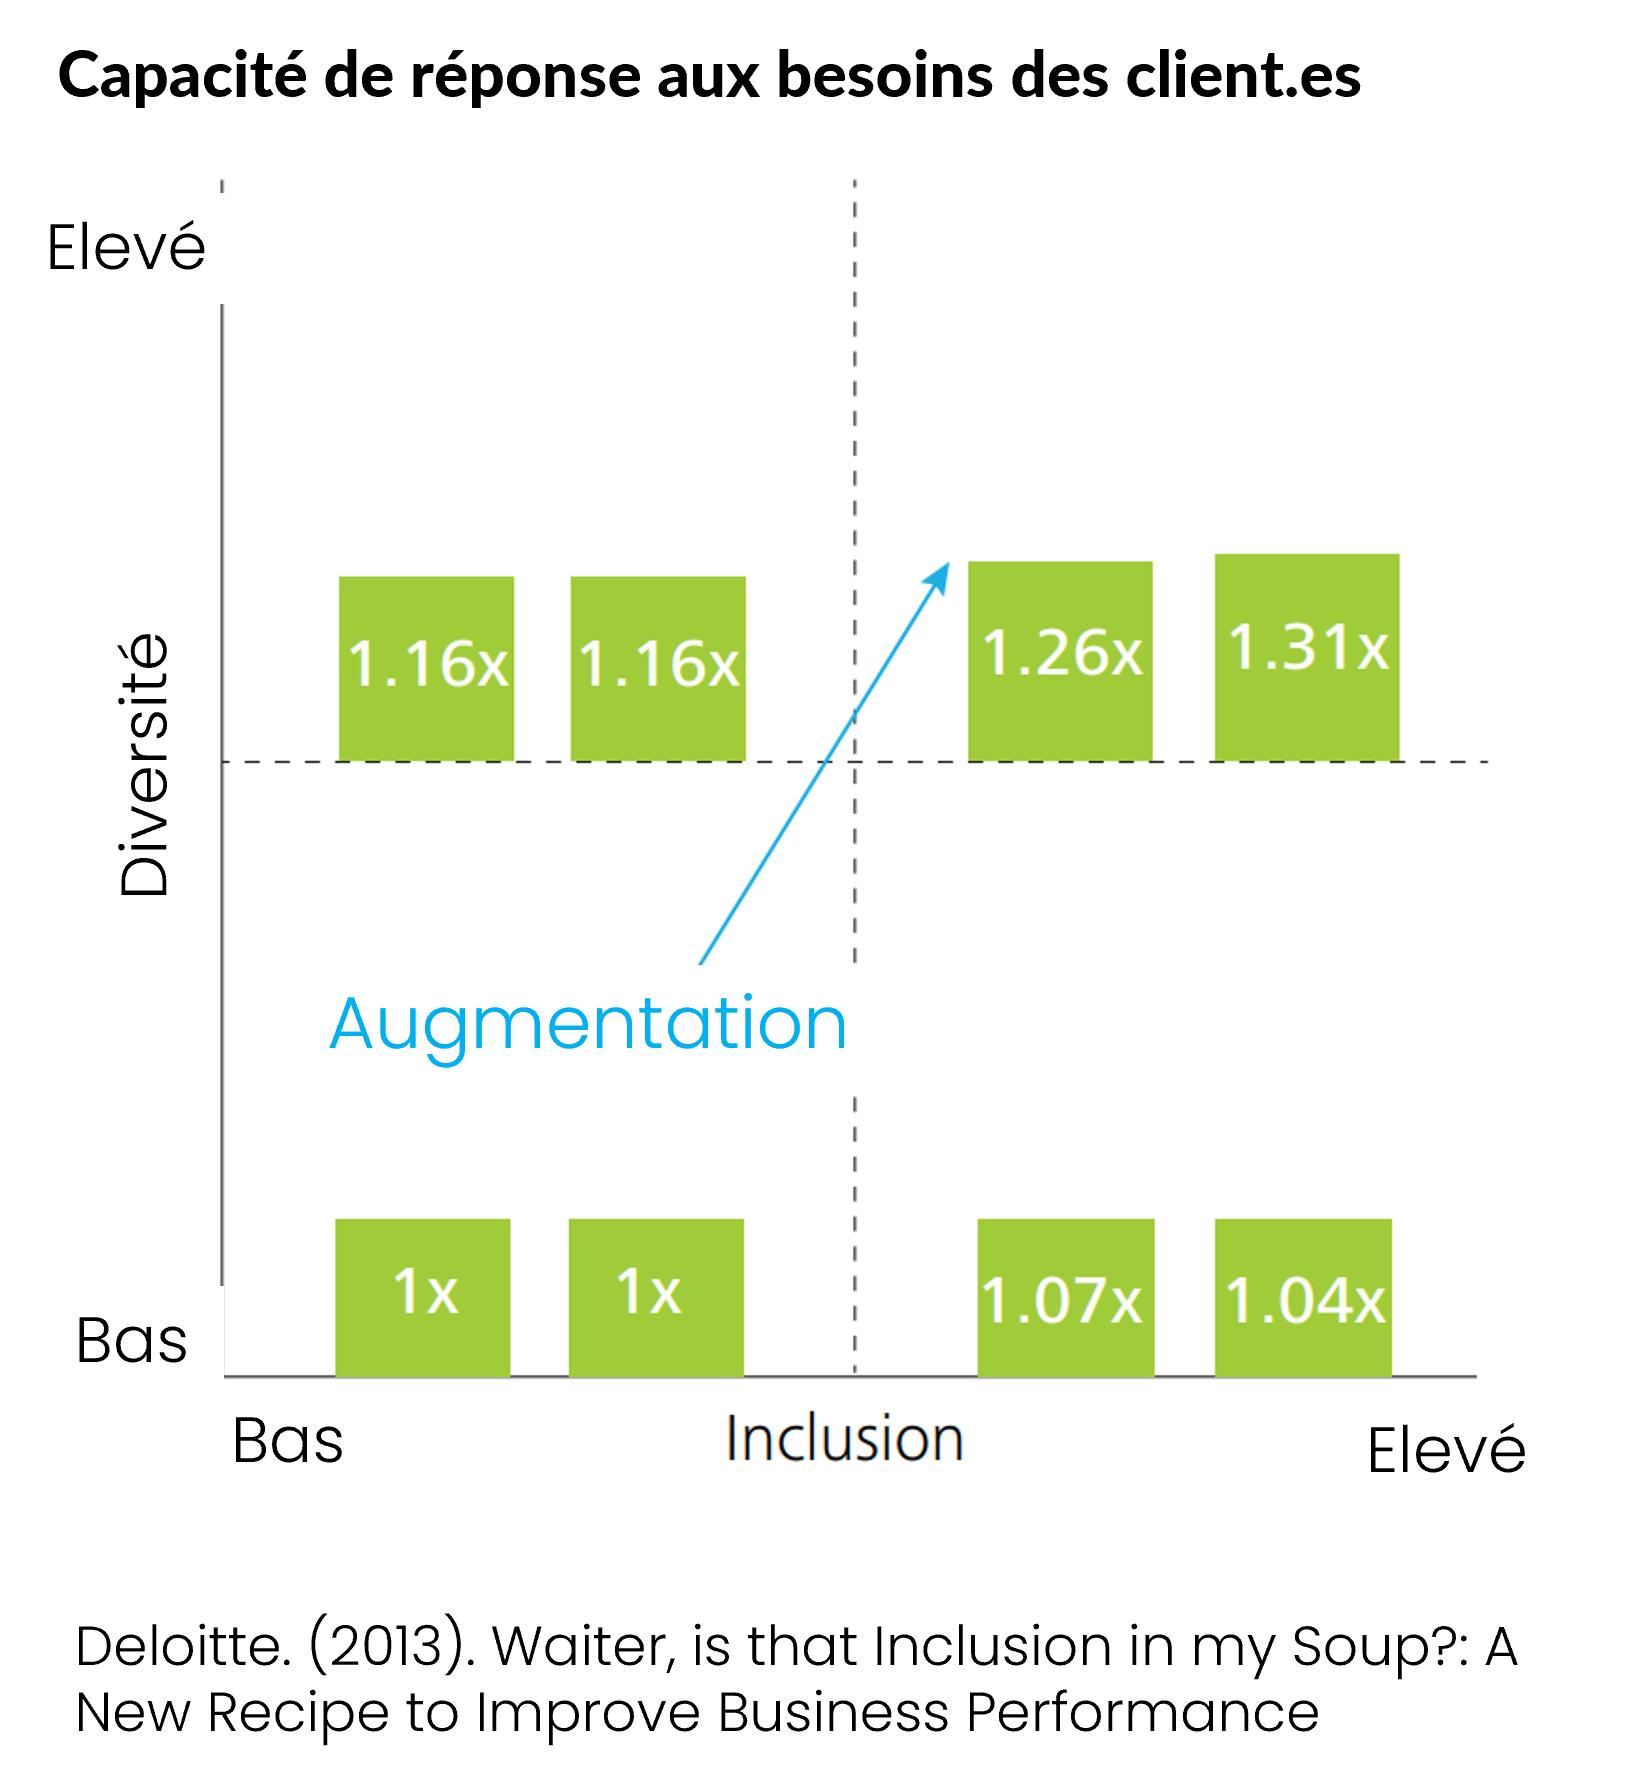 Capacité de réponse aux besoins des client.es
Elevé
1.16x 1.16x 1.26x 1.31x
Diversité
Augmentation
1x 1x 1.07x 1.04x
Bas
Bas Inclusion Elevé
Deloitte. (2013). Waiter, is that Inclusion in my Soup?: A
New Recipe to Improve Business Performance